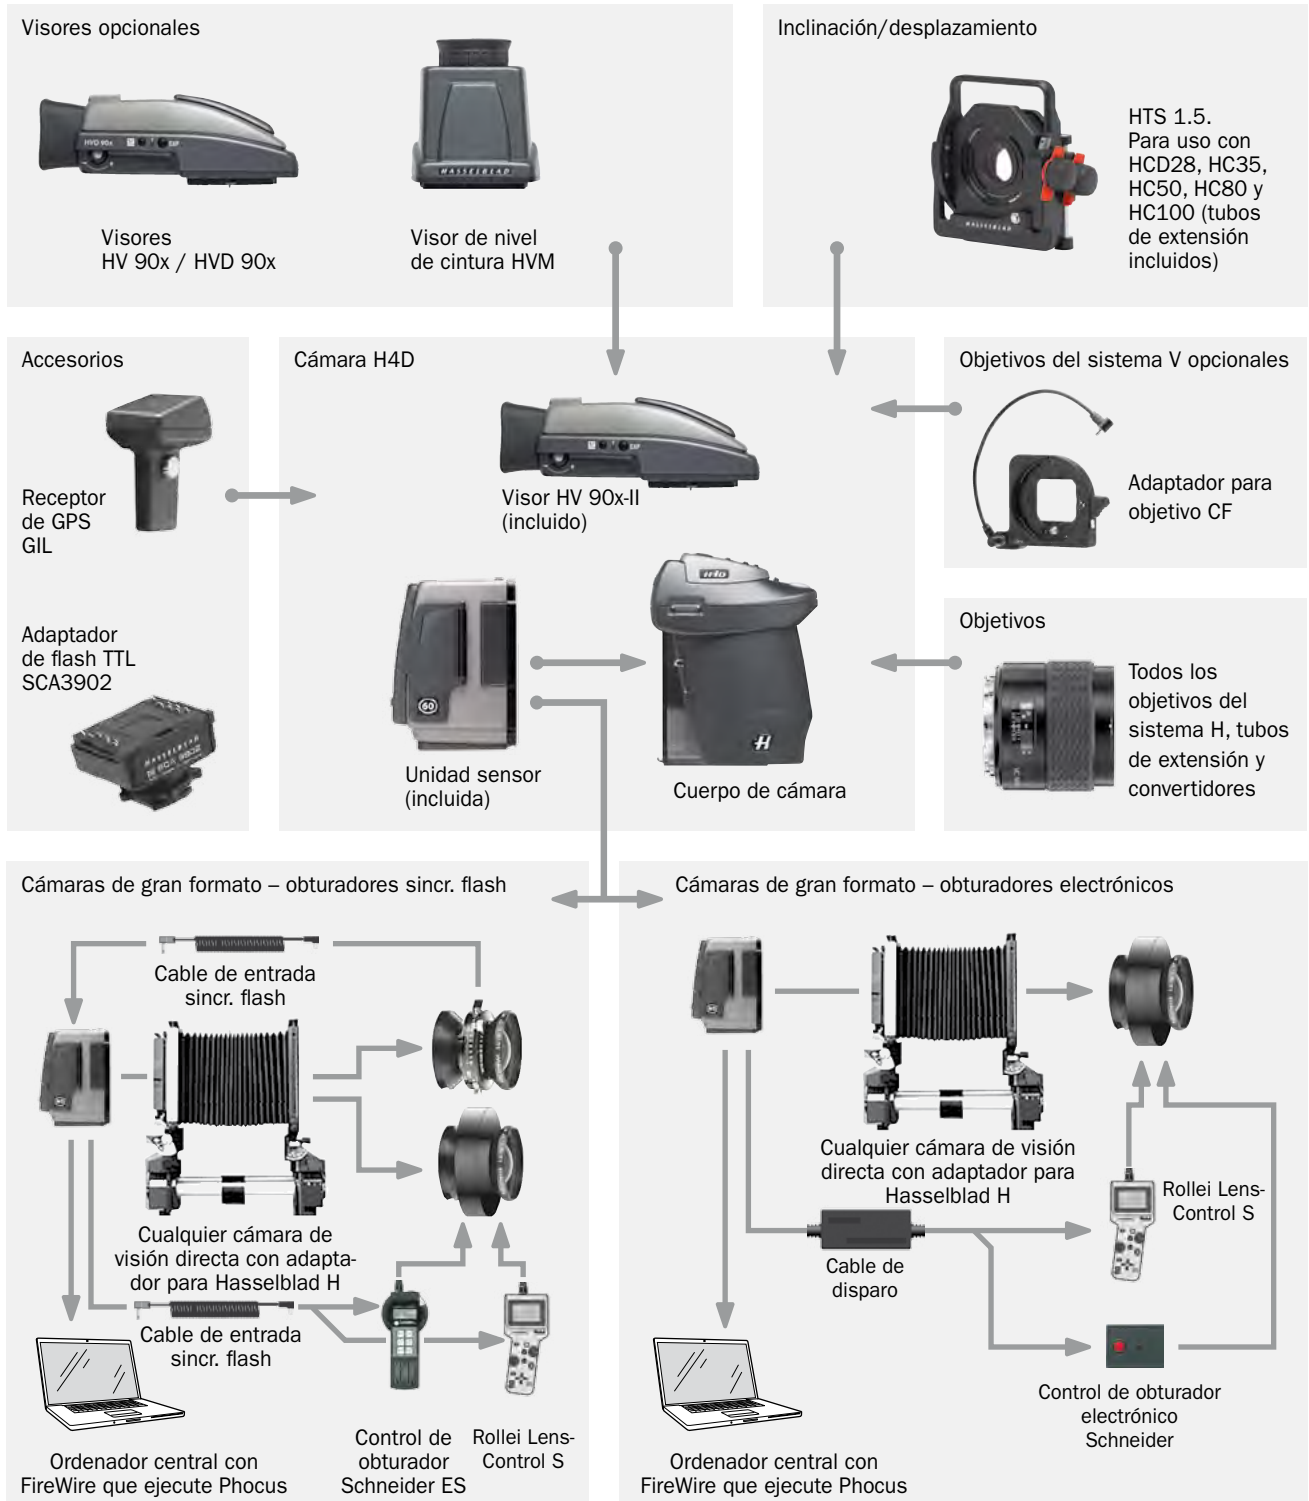 Visores opcionales
HVD 90x
EXP
HASSELBLAD
Visores
HV 90x / HVD 90x
Visor de nivel
de cintura HVM
Inclinación/desplazamiento
HASSELBLAD
HTS 1.5.
Para uso con
HCD28, HC35,
HC50, HC80 y
HC100 (tubos
de extensión
incluidos)
Accesorios
Receptor
de GPS
GIL
Adaptador
de flash TTL
SCA3902
HASSELBLAD
Cámara H4D
EXP
Visor HV 90x-II
(incluido)
H4D
60
H
Unidad sensor
(incluida)
Cuerpo de cámara
Objetivos del sistema V opcionales
Adaptador para
objetivo CF
Objetivos
Todos los
objetivos del
sistema H, tubos
de extensión y
convertidores
Cámaras de gran formato – obturadores sincr. flash
Cable de entrada
sincr. flash
Cualquier cámara de
visión directa con adapta-
dor para Hasselblad H
Cable de entrada
sincr. flash
Ordenador central con
FireWire que ejecute Phocus
Control de
obturador
Schneider ES
Rollei Lens-
Control S
Cámaras de gran formato – obturadores electrónicos
Cualquier cámara de visión
directa con adaptador para
Hasselblad H
Rollei Lens-
Control S
Cable de
disparo
Control de obturador
electrónico
Schneider
Ordenador central con
FireWire que ejecute Phocus